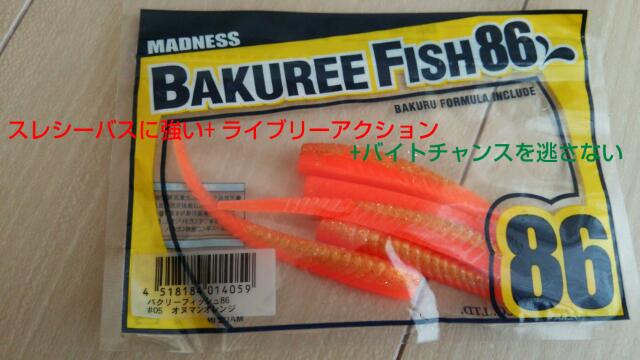 MADNESS
BAKUREE FISH 86
BAKURU FORMULA INCLUDE
スレシーバスに強い+ ライブリーアクション
+バイトチャンスを逃さない
86
4 518184 014059
バクリーフィッシュ86
#05 オヌマンオレンジ